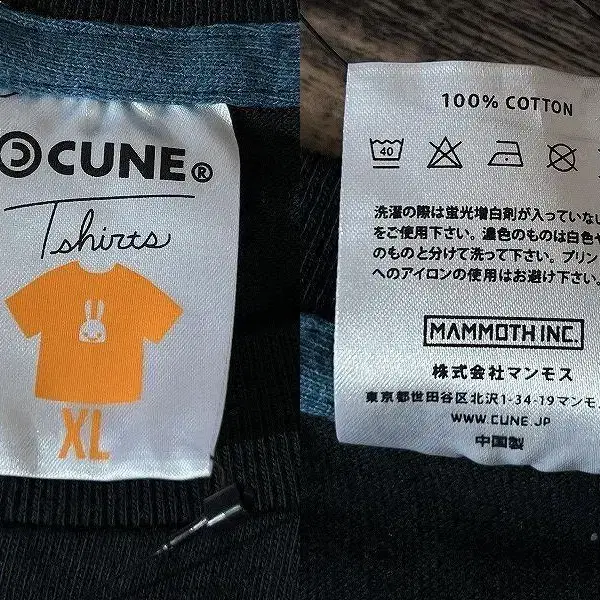 CUNE®
Tshirts
XL
100% COTTON
40
洗濯の際は蛍光増白剤が入っていない
をご使用下さい。濃色のものは白色や
のものと分けて洗って下さい。プリン
へのアイロンの使用はお避け下さい。
MAMMOTH INC.
株式会社マンモス
東京都世田谷区北沢1-34-19マンモ
WWW.CUNE.JP
中国製